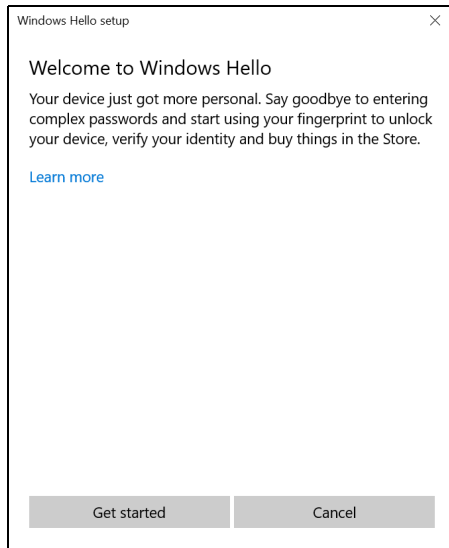 Windows Hello setup
Welcome to Windows Hello
Your device just got more personal. Say goodbye to entering
complex passwords and start using your fingerprint to unlock
your device, verify your identity and buy things in the Store.
Learn more
Get started
Cancel